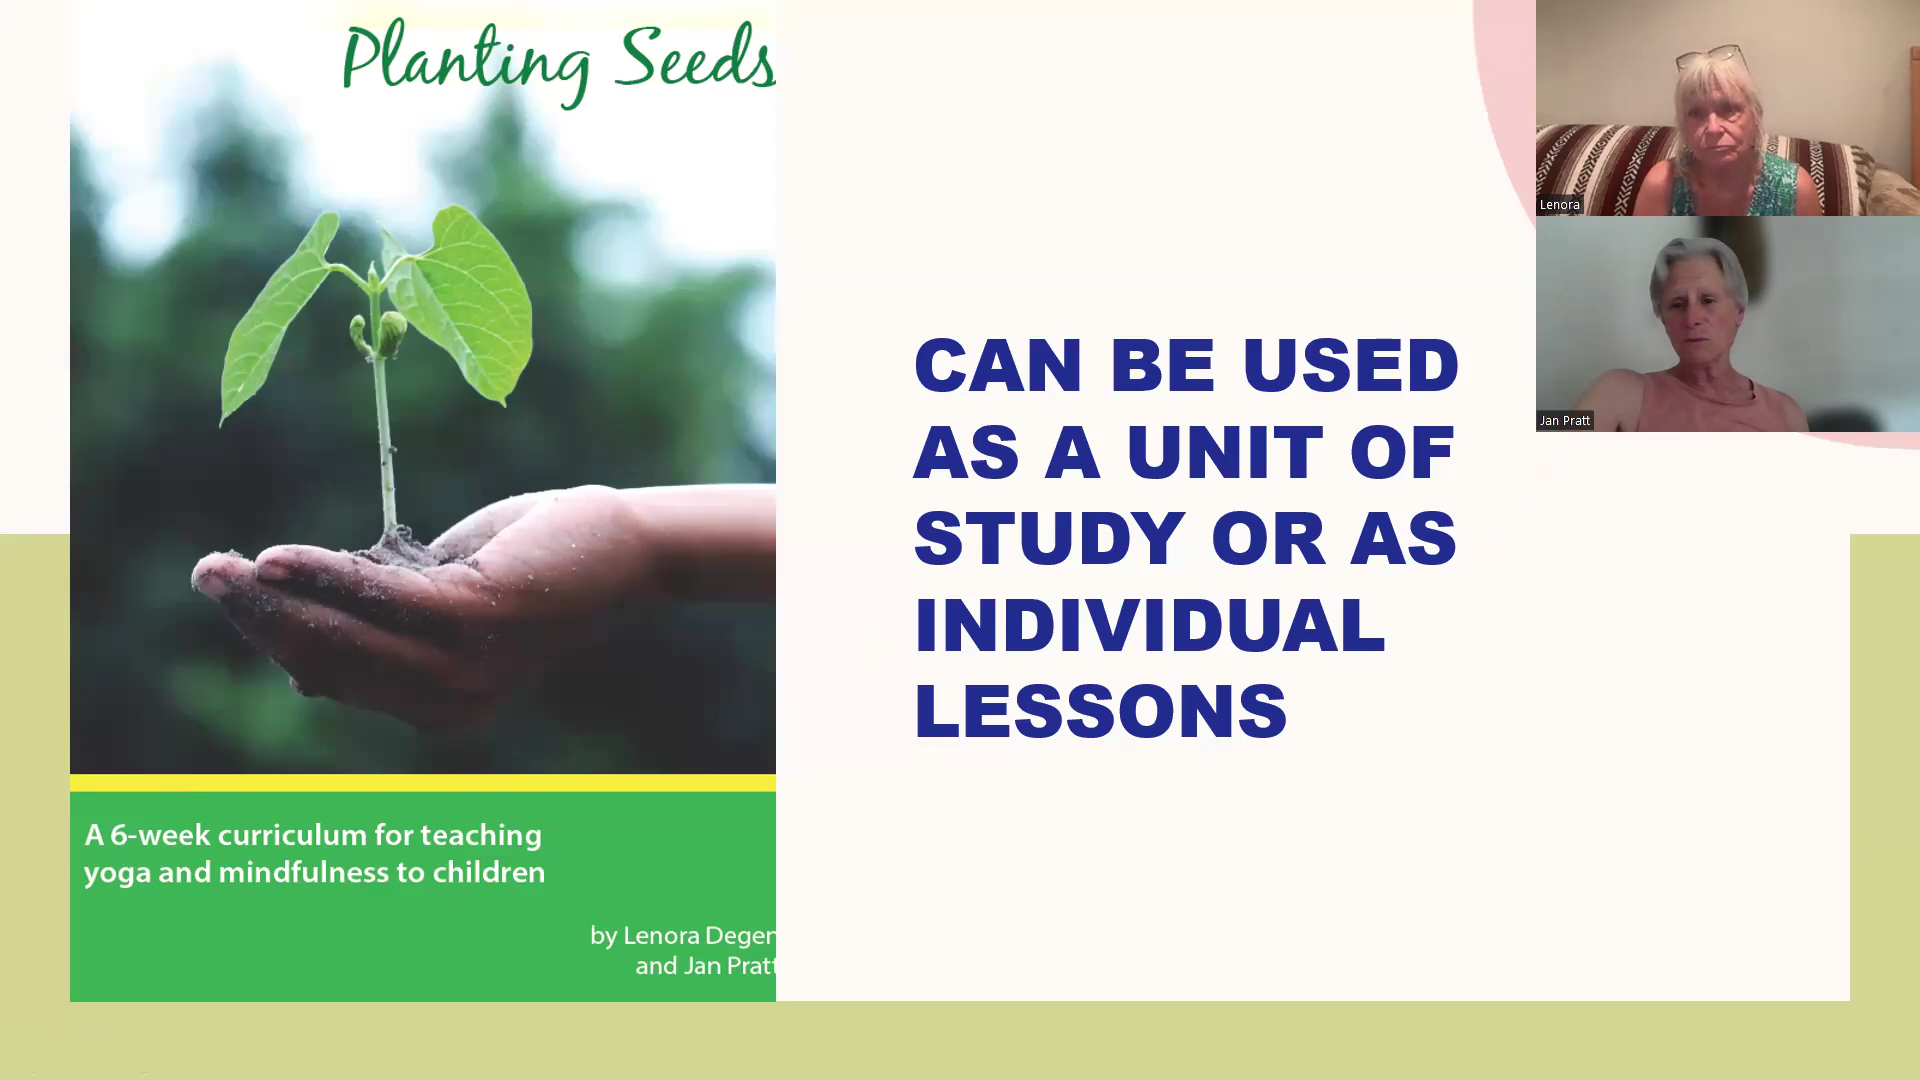 Planting Seeds
A 6-week curriculum for teaching
yoga and mindfulness to children
by Lenora Degen
and Jan Pratt
CAN BE USED
AS A UNIT OF
STUDY OR AS
INDIVIDUAL
LESSONS
Lenora
Jan Pratt